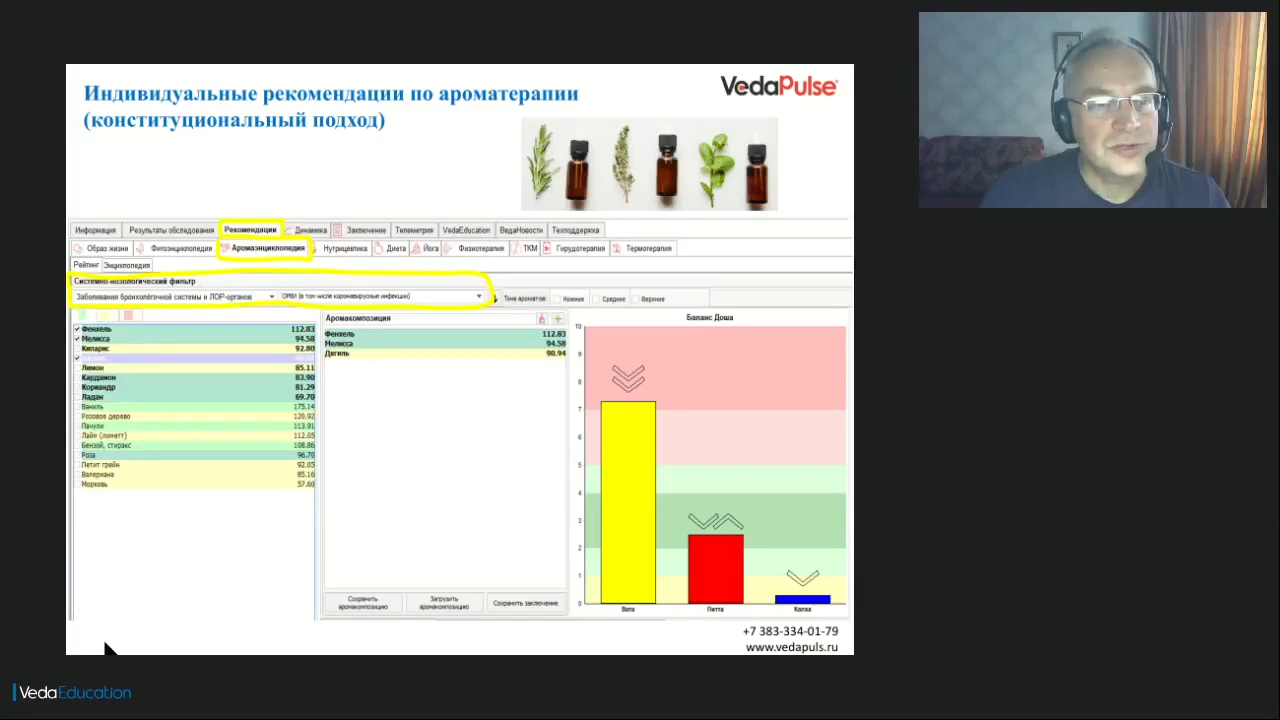 Индивидуальные рекомендации по ароматерапии
(конституциональный подход)
VedaPulse
Информация Результаты обследования Рекомендации Динамика Заключение Телеметрия VedaEducation ВедаНовости Техподдержка
Образ жизни Фитоэнциклопедия Аромаэнциклопедия Нутрицевтика Диета Йога Физиотерапия ТКМ Гирудотерапия Термотерапия
Рейтинг Энциклопедия
Системно-нозологический фильтр
Заболевания бронхолёгочной системы и ЛОР-органов ОРВИ (в том числе коронавирусные инфекции) Тона ароматов: Нижние Средние Верхние
Фенхель 112.83
Мелисса 94.58
Кипарис 92.80
Лимон 85.11
Кардамон 83.90
Кориандр 81.29
Ладан 69.70
Ваниль 175.14
Розовое дерево 120.92
Пачули 113.91
Лайм (лиметт) 112.05
Бензой, стиракс 108.86
Роза 96.70
Петит грейн 92.05
Валериана 85.16
Морковь 57.60
Аромакомпозиция
Фенхель 112.83
Мелисса 94.58
Дягиль 90.94
Сохранить аромакомпозицию
Загрузить аромакомпозицию
Сохранить заключение
Баланс Доша
10
9
8
7
6
5
4
3
2
1
0
Вата Питта Капха
+7 383-334-01-79
www.vedapuls.ru
VedaEducation